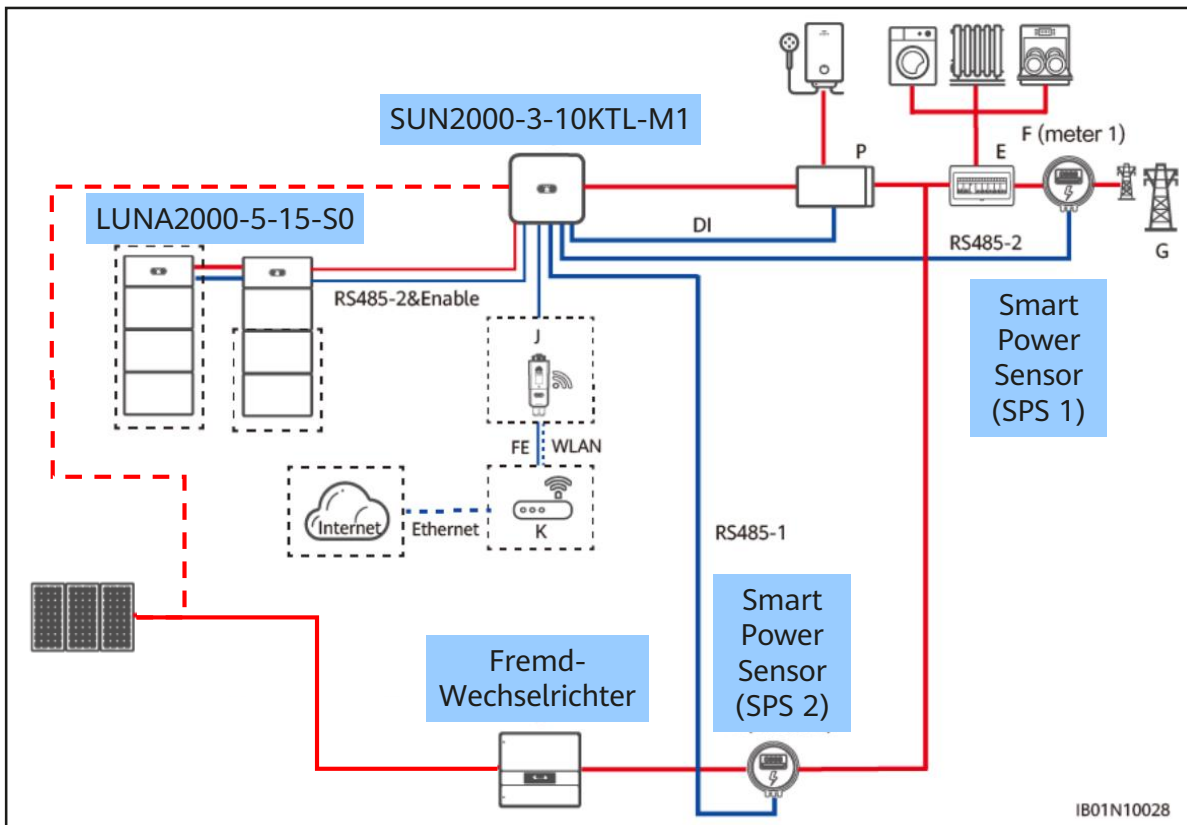 SUN2000-3-10KTL-M1
F (meter 1)
P
E
LUNA2000-5-15-S0
DI
RS485-2
G
RS485-2&Enable
Smart
Power
Sensor
(SPS 1)
J
FE
WLAN
Internet
Ethernet
K
RS485-1
Smart
Power
Sensor
(SPS 2)
Fremd-
Wechselrichter
IB01N10028